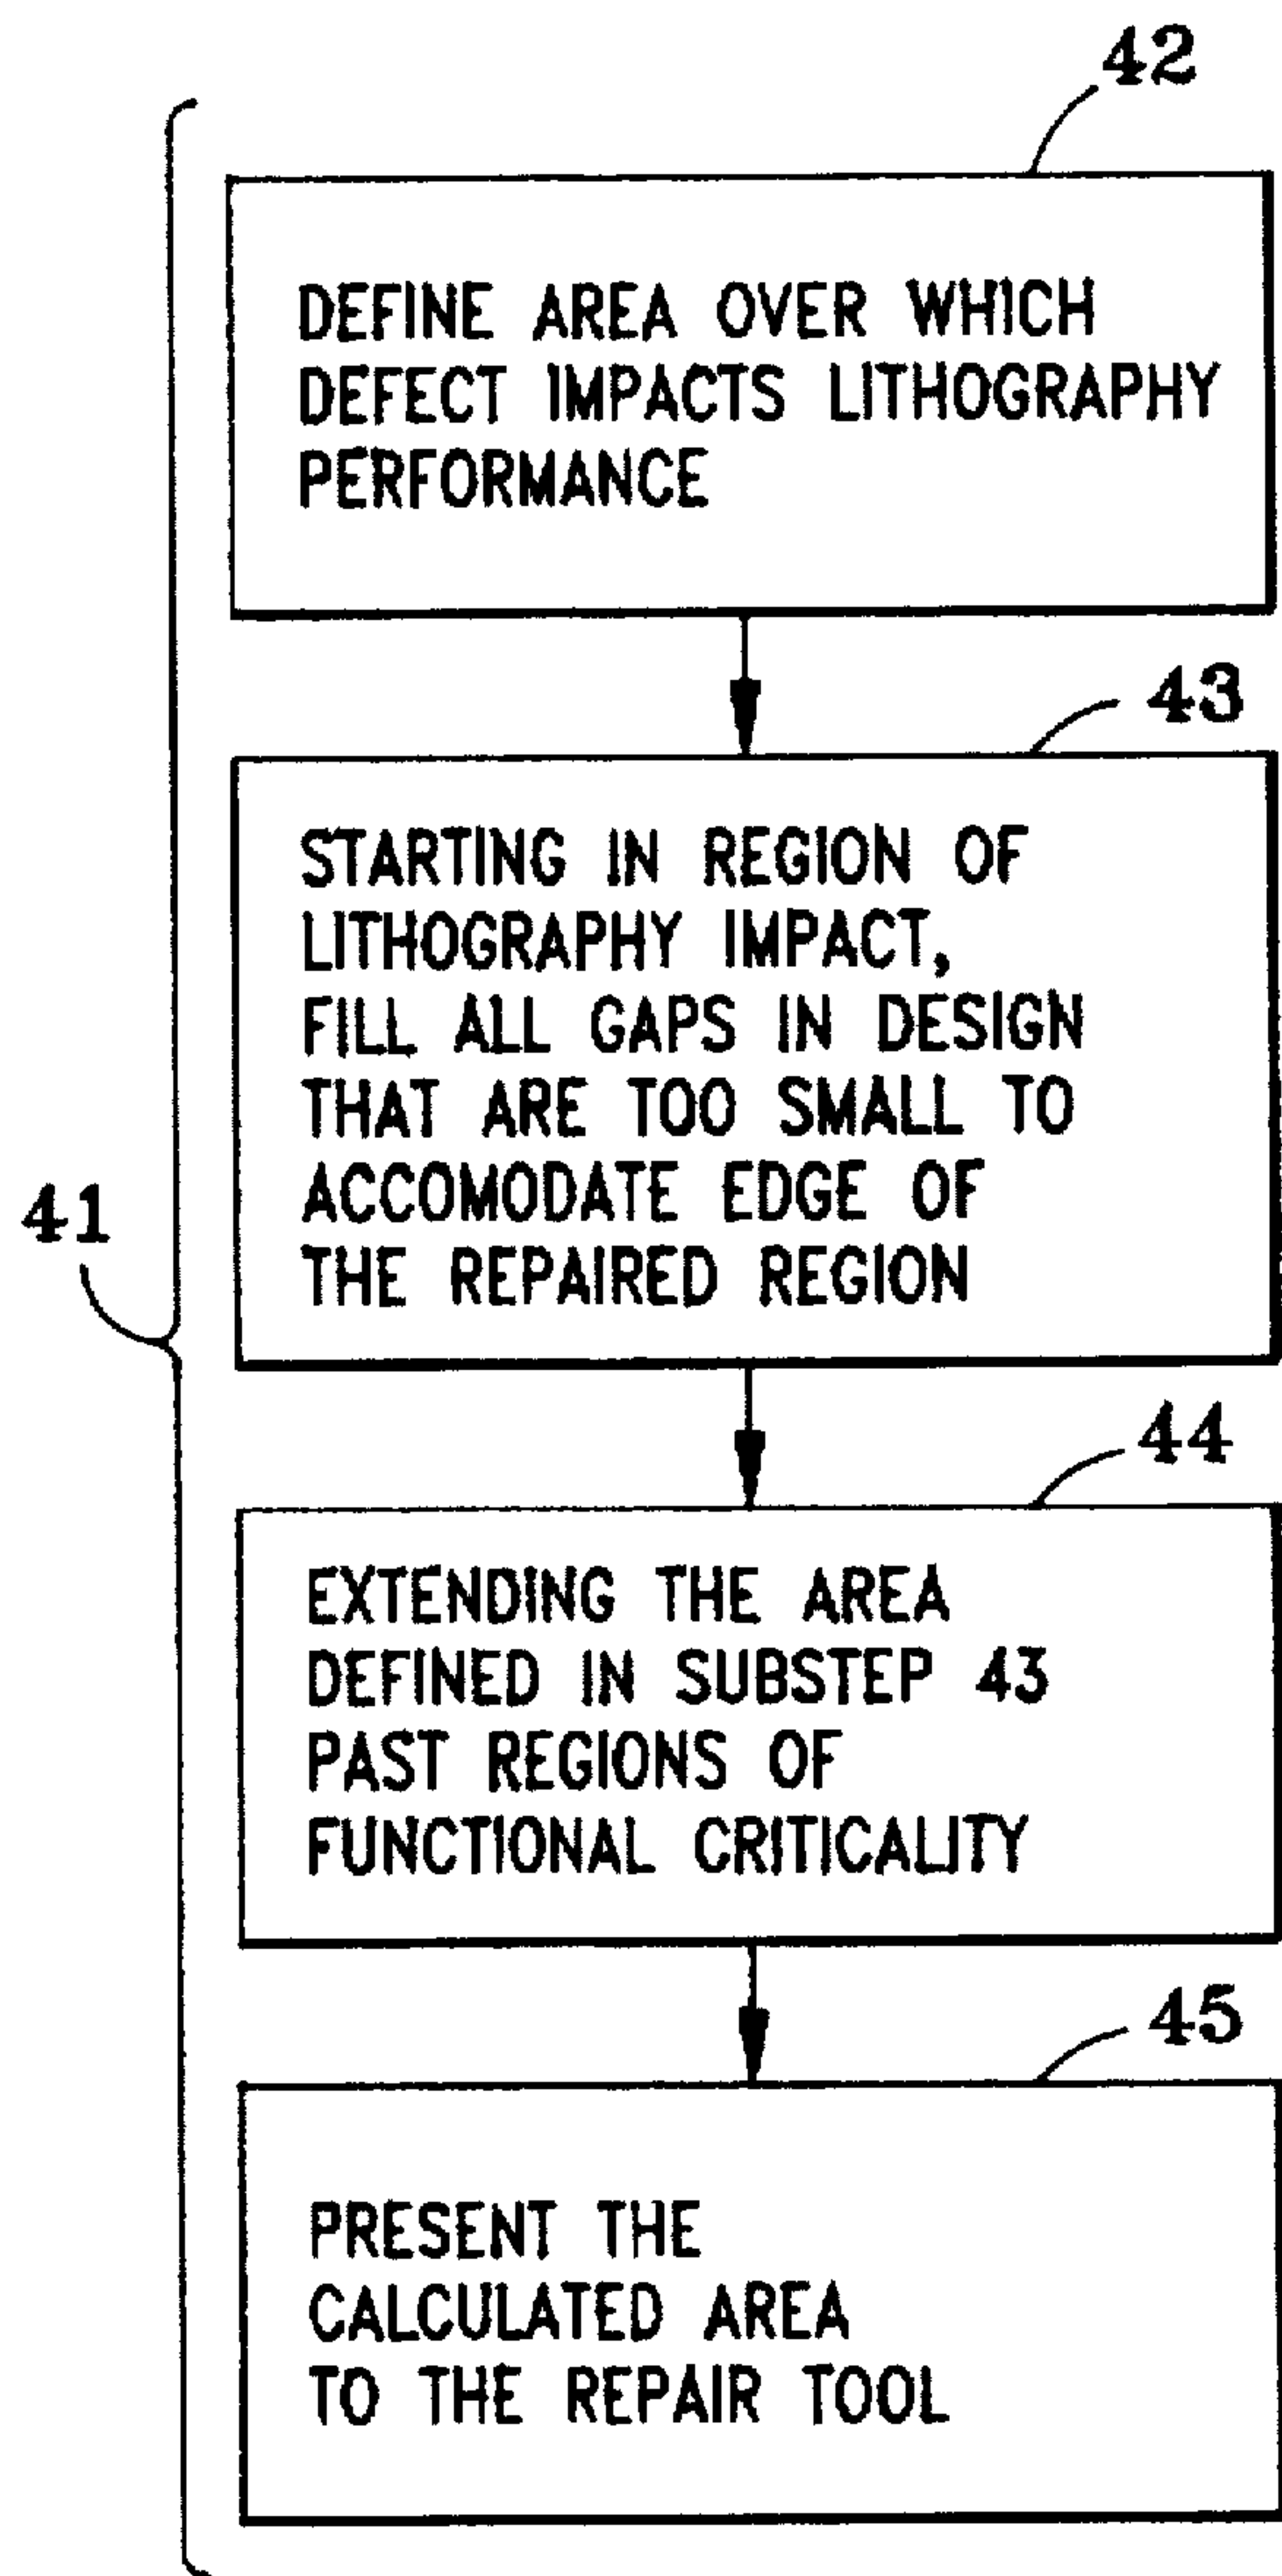 42
DEFINE AREA OVER WHICH
DEFECT IMPACTS LITHOGRAPHY
PERFORMANCE
43
STARTING IN REGION OF
LITHOGRAPHY IMPACT,
FILL ALL GAPS IN DESIGN
THAT ARE TOO SMALL TO
ACCOMODATE EDGE OF
THE REPAIRED REGION
41
44
EXTENDING THE AREA
DEFINED IN SUBSTEP 43
PAST REGIONS OF
FUNCTIONAL CRITICALITY
45
PRESENT THE
CALCULATED AREA
TO THE REPAIR TOOL